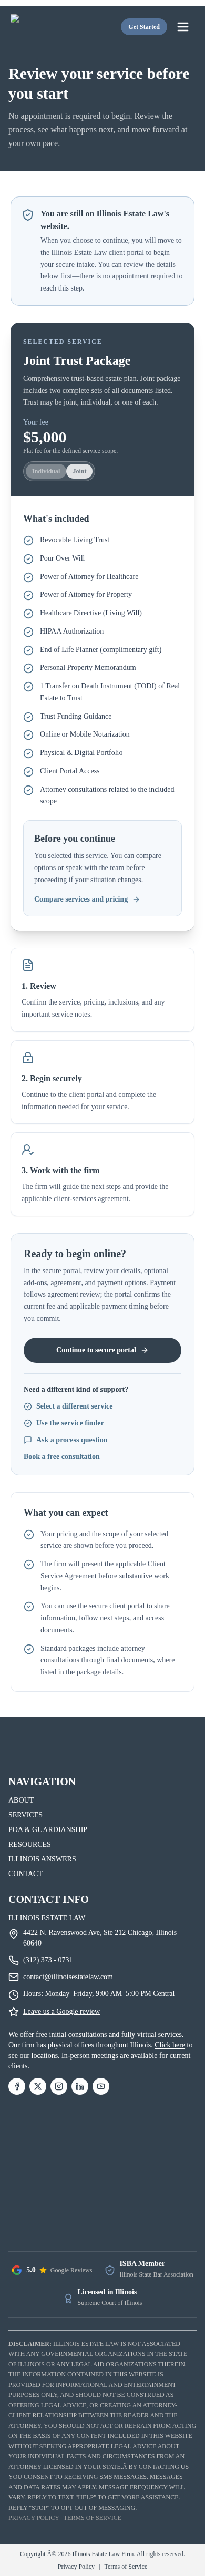 Get Started
Review your service before
you start
No appointment is required to begin. Review the
process, see what happens next, and move forward at
your own pace.
You are still on Illinois Estate Law's
website.
When you choose to continue, you will move to
the Illinois Estate Law client portal to begin
your secure intake. You can review the details
below first—there is no appointment required to
reach this step.
SELECTED SERVICE
Joint Trust Package
Comprehensive trust-based estate plan. Joint package
includes two complete sets of all documents listed.
Trust may be joint, individual, or one of each.
Your fee
$5,000
Flat fee for the defined service scope.
Individual Joint
What's included
Revocable Living Trust
Pour Over Will
Power of Attorney for Healthcare
Power of Attorney for Property
Healthcare Directive (Living Will)
HIPAA Authorization
End of Life Planner (complimentary gift)
Personal Property Memorandum
1 Transfer on Death Instrument (TODI) of Real
Estate to Trust
Trust Funding Guidance
Online or Mobile Notarization
Physical & Digital Portfolio
Client Portal Access
Attorney consultations related to the included
scope
Before you continue
You selected this service. You can compare
options or speak with the team before
proceeding if your situation changes.
Compare services and pricing
1. Review
Confirm the service, pricing, inclusions, and any
important service notes.
2. Begin securely
Continue to the client portal and complete the
information needed for your service.
3. Work with the firm
The firm will guide the next steps and provide the
applicable client-services agreement.
Ready to begin online?
In the secure portal, review your details, optional
add-ons, agreement, and payment options. Payment
follows agreement review; the portal confirms the
current fee and applicable payment timing before
you commit.
Continue to secure portal
Need a different kind of support?
Select a different service
Use the service finder
Ask a process question
Book a free consultation
What you can expect
Your pricing and the scope of your selected
service are shown before you proceed.
The firm will present the applicable Client
Service Agreement before substantive work
begins.
You can use the secure client portal to share
information, follow next steps, and access
documents.
Standard packages include attorney
consultations through final documents, where
listed in the package details.
NAVIGATION
ABOUT
SERVICES
POA & GUARDIANSHIP
RESOURCES
ILLINOIS ANSWERS
CONTACT
CONTACT INFO
ILLINOIS ESTATE LAW
4422 N. Ravenswood Ave, Ste 212 Chicago, Illinois
60640
(312) 373 - 0731
contact@illinoisestatelaw.com
Hours: Monday–Friday, 9:00 AM–5:00 PM Central
Leave us a Google review
We offer free initial consultations and fully virtual services.
Our firm has physical offices throughout Illinois. Click here to
see our locations. In-person meetings are available for current
clients.
5.0 Google Reviews
ISBA Member
Illinois State Bar Association
Licensed in Illinois
Supreme Court of Illinois
DISCLAIMER: ILLINOIS ESTATE LAW IS NOT ASSOCIATED
WITH ANY GOVERNMENTAL ORGANIZATIONS IN THE STATE
OF ILLINOIS OR ANY LEGAL AID ORGANIZATIONS THEREIN.
THE INFORMATION CONTAINED IN THIS WEBSITE IS
PROVIDED FOR INFORMATIONAL AND ENTERTAINMENT
PURPOSES ONLY, AND SHOULD NOT BE CONSTRUED AS
OFFERING LEGAL ADVICE, OR CREATING AN ATTORNEY-
CLIENT RELATIONSHIP BETWEEN THE READER AND THE
ATTORNEY. YOU SHOULD NOT ACT OR REFRAIN FROM ACTING
ON THE BASIS OF ANY CONTENT INCLUDED IN THIS WEBSITE
WITHOUT SEEKING APPROPRIATE LEGAL ADVICE ABOUT
YOUR INDIVIDUAL FACTS AND CIRCUMSTANCES FROM AN
ATTORNEY LICENSED IN YOUR STATE.Â BY CONTACTING US
YOU CONSENT TO RECEIVING SMS MESSAGES. MESSAGES
AND DATA RATES MAY APPLY. MESSAGE FREQUENCY WILL
VARY. REPLY TO TEXT "HELP" TO GET MORE ASSISTANCE.
REPLY "STOP" TO OPT-OUT OF MESSAGING.
PRIVACY POLICY | TERMS OF SERVICE
Copyright Â© 2026 Illinois Estate Law Firm. All rights reserved.
Privacy Policy | Terms of Service